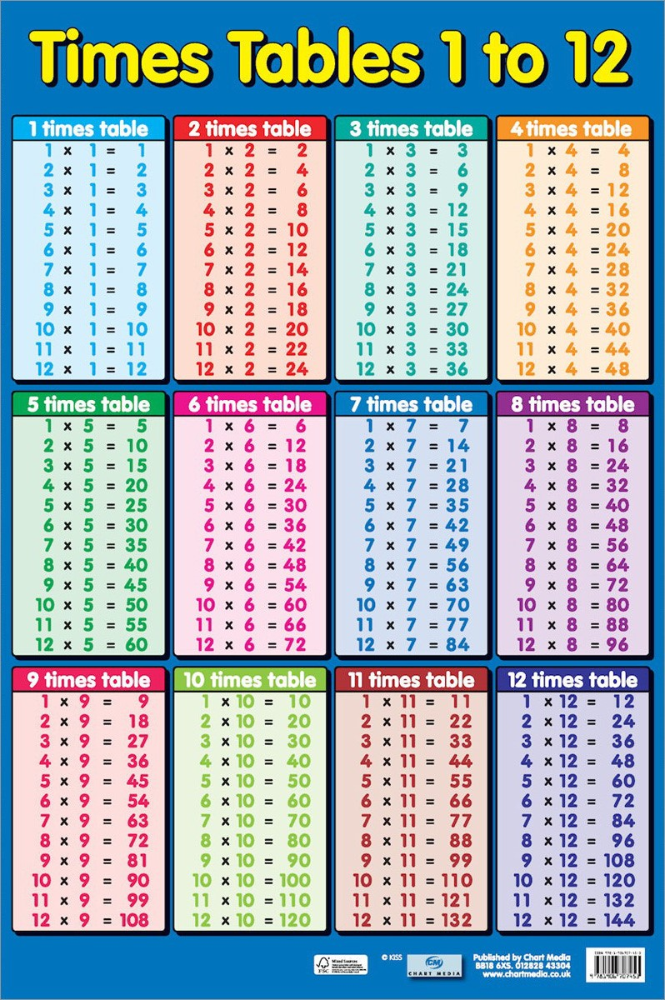 Times Tables 1 to 12
1 times table
1 x 1 = 1
2 x 1 = 2
3 x 1 = 3
4 x 1 = 4
5 x 1 = 5
6 x 1 = 6
7 x 1 = 7
8 x 1 = 8
9 x 1 = 9
10 x 1 = 10
11 x 1 = 11
12 x 1 = 12
2 times table
1 x 2 = 2
2 x 2 = 4
3 x 2 = 6
4 x 2 = 8
5 x 2 = 10
6 x 2 = 12
7 x 2 = 14
8 x 2 = 16
9 x 2 = 18
10 x 2 = 20
11 x 2 = 22
12 x 2 = 24
3 times table
1 x 3 = 3
2 x 3 = 6
3 x 3 = 9
4 x 3 = 12
5 x 3 = 15
6 x 3 = 18
7 x 3 = 21
8 x 3 = 24
9 x 3 = 27
10 x 3 = 30
11 x 3 = 33
12 x 3 = 36
4 times table
1 x 4 = 4
2 x 4 = 8
3 x 4 = 12
4 x 4 = 16
5 x 4 = 20
6 x 4 = 24
7 x 4 = 28
8 x 4 = 32
9 x 4 = 36
10 x 4 = 40
11 x 4 = 44
12 x 4 = 48
5 times table
1 x 5 = 5
2 x 5 = 10
3 x 5 = 15
4 x 5 = 20
5 x 5 = 25
6 x 5 = 30
7 x 5 = 35
8 x 5 = 40
9 x 5 = 45
10 x 5 = 50
11 x 5 = 55
12 x 5 = 60
6 times table
1 x 6 = 6
2 x 6 = 12
3 x 6 = 18
4 x 6 = 24
5 x 6 = 30
6 x 6 = 36
7 x 6 = 42
8 x 6 = 48
9 x 6 = 54
10 x 6 = 60
11 x 6 = 66
12 x 6 = 72
7 times table
1 x 7 = 7
2 x 7 = 14
3 x 7 = 21
4 x 7 = 28
5 x 7 = 35
6 x 7 = 42
7 x 7 = 49
8 x 7 = 56
9 x 7 = 63
10 x 7 = 70
11 x 7 = 77
12 x 7 = 84
8 times table
1 x 8 = 8
2 x 8 = 16
3 x 8 = 24
4 x 8 = 32
5 x 8 = 40
6 x 8 = 48
7 x 8 = 56
8 x 8 = 64
9 x 8 = 72
10 x 8 = 80
11 x 8 = 88
12 x 8 = 96
9 times table
1 x 9 = 9
2 x 9 = 18
3 x 9 = 27
4 x 9 = 36
5 x 9 = 45
6 x 9 = 54
7 x 9 = 63
8 x 9 = 72
9 x 9 = 81
10 x 9 = 90
11 x 9 = 99
12 x 9 = 108
10 times table
1 x 10 = 10
2 x 10 = 20
3 x 10 = 30
4 x 10 = 40
5 x 10 = 50
6 x 10 = 60
7 x 10 = 70
8 x 10 = 80
9 x 10 = 90
10 x 10 = 100
11 x 10 = 110
12 x 10 = 120
11 times table
1 x 11 = 11
2 x 11 = 22
3 x 11 = 33
4 x 11 = 44
5 x 11 = 55
6 x 11 = 66
7 x 11 = 77
8 x 11 = 88
9 x 11 = 99
10 x 11 = 110
11 x 11 = 121
12 x 11 = 132
12 times table
1 x 12 = 12
2 x 12 = 24
3 x 12 = 36
4 x 12 = 48
5 x 12 = 60
6 x 12 = 72
7 x 12 = 84
8 x 12 = 96
9 x 12 = 108
10 x 12 = 120
11 x 12 = 132
12 x 12 = 144
FSC
Mixed Sources
© KISS
CM
CHART MEDIA
Published by Chart Media
BB18 6XS. 01282 8 43304
www.chartmedia.co.uk
9 781906 707453